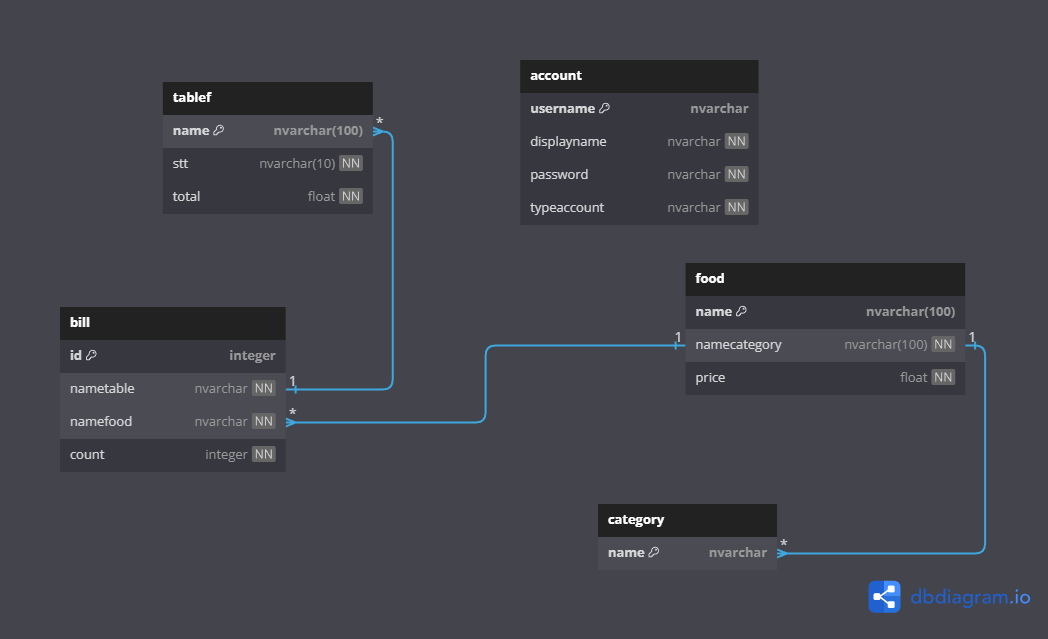 tablef
name nvarchar(100)
stt nvarchar(10) NN
total float NN
*
account
username nvarchar
displayname nvarchar NN
password nvarchar NN
typeaccount nvarchar NN
food
name nvarchar(100)
1 namecategory nvarchar(100) NN 1
price float NN
bill
id integer
nametable nvarchar NN 1
namefood nvarchar NN *
count integer NN
category
name nvarchar *
dbdiagram.io